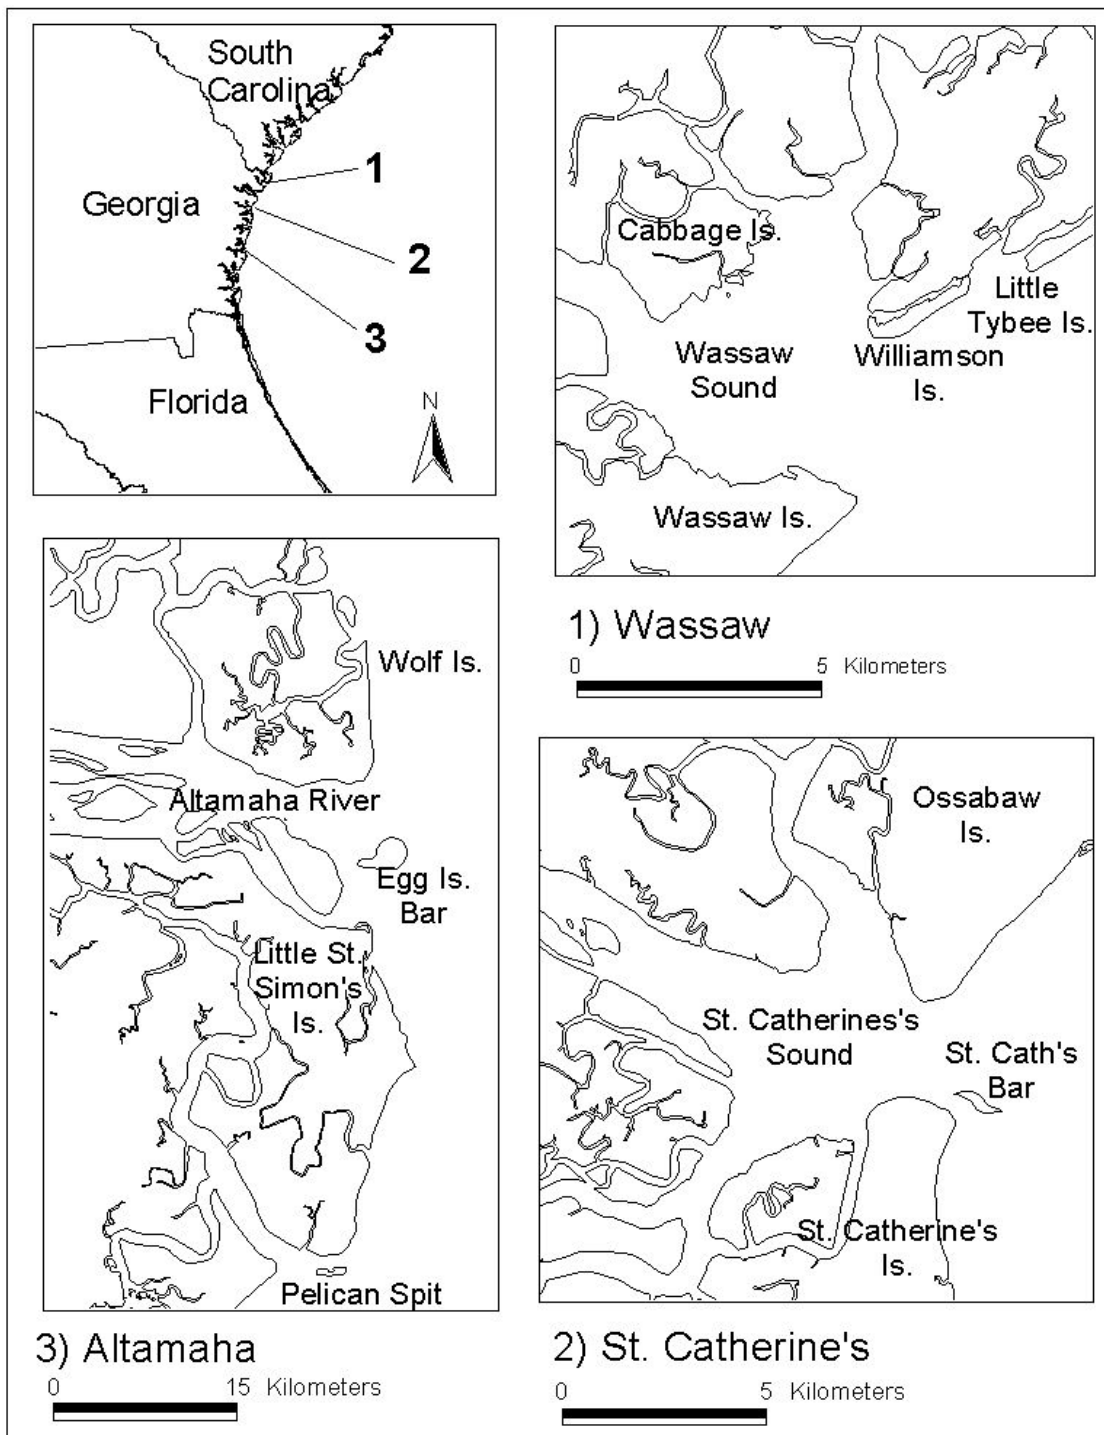 South
Carolina
1
Georgia
2
3
Florida
N
Cabbage Is.
Little
Tybee Is.
Wassaw
Sound
Williamson
Is.
Wassaw Is.
1) Wassaw
0 5 Kilometers
Wolf Is.
Altamaha River
Egg Is.
Bar
Little St.
Simon's
Is.
Pelican Spit
3) Altamaha
0 15 Kilometers
Ossabaw
Is.
St. Catherines's
Sound
St. Cath's
Bar
St. Catherine's
Is.
2) St. Catherine's
0 5 Kilometers